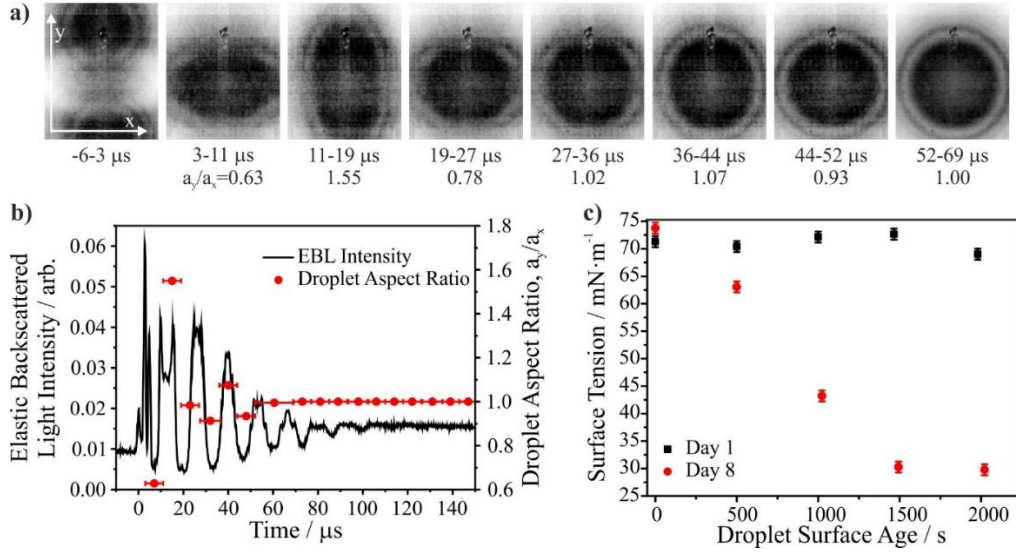 a)
y
x
-6-3 μs 3-11 μs 11-19 μs 19-27 μs 27-36 μs 36-44 μs 44-52 μs 52-69 μs
a_y/a_x=0.63 1.55 0.78 1.02 1.07 0.93 1.00
b)
EBL Intensity
Droplet Aspect Ratio
Elastic Backscattered
Light Intensity / arb.
0.06
0.05
0.04
0.03
0.02
0.01
0.00
0 20 40 60 80 100 120 140
Time / μs
1.8
1.6
1.4
1.2
1.0
0.8
0.6
Droplet Aspect Ratio, a_y/a_x
c)
Surface Tension / mN·m⁻¹
75
70
65
60
55
50
45
40
35
30
25
Day 1
Day 8
0 500 1000 1500 2000
Droplet Surface Age / s